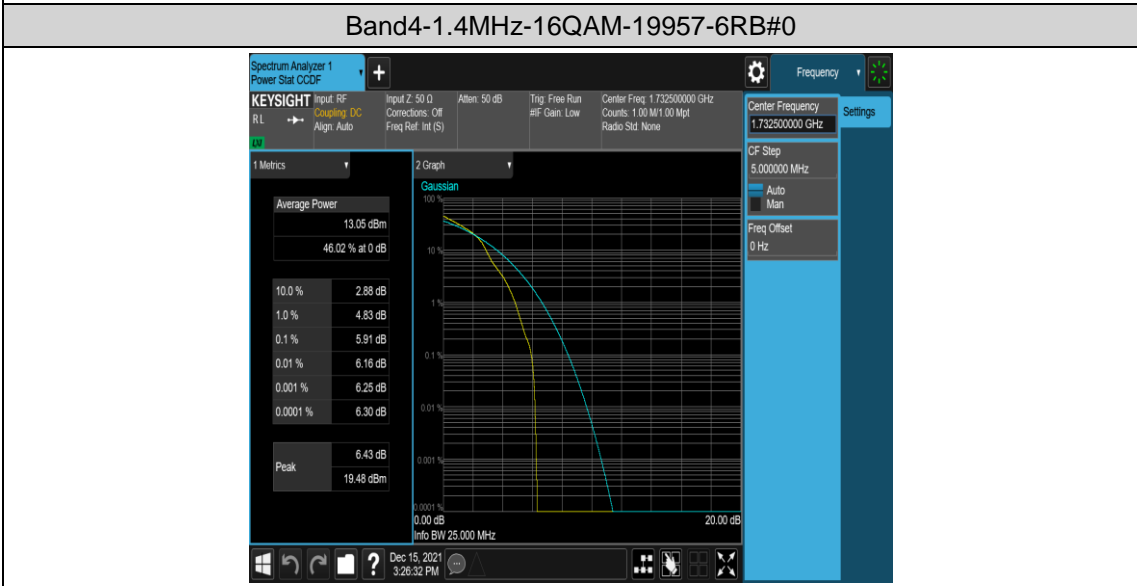 Band4-1.4MHz-16QAM-19957-6RB#0
Spectrum Analyzer 1
Power Stat CCDF
+
Frequency
KEYSIGHT
RL
Input: RF
Coupling: DC
Align: Auto
Input Z: 50 Ω
Corrections: Off
Freq Ref: Int (S)
Atten: 50 dB
Trig: Free Run
#IF Gain: Low
Center Freq: 1.732500000 GHz
Counts: 1.00 M/1.00 Mpt
Radio Std: None
Center Frequency
1.732500000 GHz
Settings
CF Step
5.000000 MHz
Auto
Man
Freq Offset
0 Hz
1 Metrics
Average Power
13.05 dBm
46.02 % at 0 dB
10.0 % 2.88 dB
1.0 % 4.83 dB
0.1 % 5.91 dB
0.01 % 6.16 dB
0.001 % 6.25 dB
0.0001 % 6.30 dB
Peak
6.43 dB
19.48 dBm
2 Graph
Gaussian
100 %
10 %
1 %
0.1 %
0.01 %
0.001 %
0.0001 %
0.00 dB 20.00 dB
Info BW 25.000 MHz
?
Dec 15, 2021
3:26:32 PM